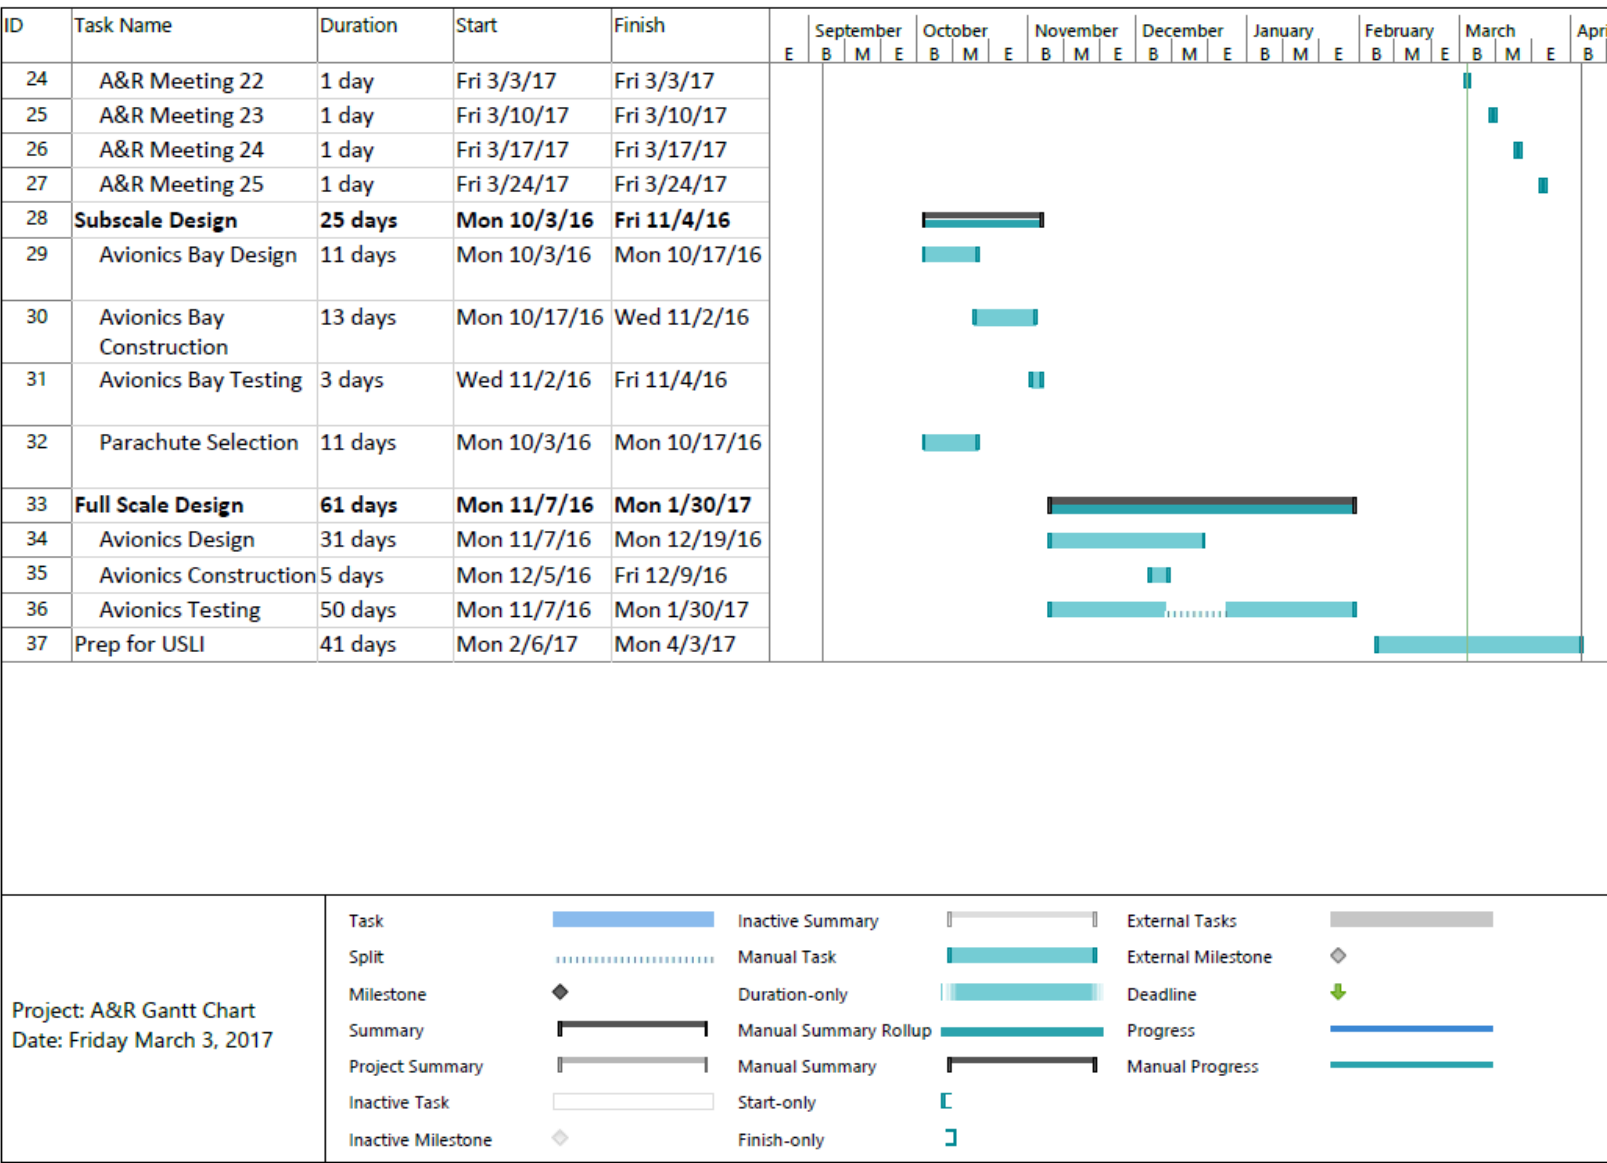 ID Task Name Duration Start Finish
September October November December January February March Apri
E B M E B M E B M E B M E B M E B M E B M E B
24 A&R Meeting 22 1 day Fri 3/3/17 Fri 3/3/17
25 A&R Meeting 23 1 day Fri 3/10/17 Fri 3/10/17
26 A&R Meeting 24 1 day Fri 3/17/17 Fri 3/17/17
27 A&R Meeting 25 1 day Fri 3/24/17 Fri 3/24/17
28 Subscale Design 25 days Mon 10/3/16 Fri 11/4/16
29 Avionics Bay Design 11 days Mon 10/3/16 Mon 10/17/16
30 Avionics Bay 13 days Mon 10/17/16 Wed 11/2/16
Construction
31 Avionics Bay Testing 3 days Wed 11/2/16 Fri 11/4/16
32 Parachute Selection 11 days Mon 10/3/16 Mon 10/17/16
33 Full Scale Design 61 days Mon 11/7/16 Mon 1/30/17
34 Avionics Design 31 days Mon 11/7/16 Mon 12/19/16
35 Avionics Construction 5 days Mon 12/5/16 Fri 12/9/16
36 Avionics Testing 50 days Mon 11/7/16 Mon 1/30/17
37 Prep for USLI 41 days Mon 2/6/17 Mon 4/3/17
Project: A&R Gantt Chart
Date: Friday March 3, 2017
Task
Split
Milestone
Summary
Project Summary
Inactive Task
Inactive Milestone
Inactive Summary
Manual Task
Duration-only
Manual Summary Rollup
Manual Summary
Start-only
Finish-only
External Tasks
External Milestone
Deadline
Progress
Manual Progress